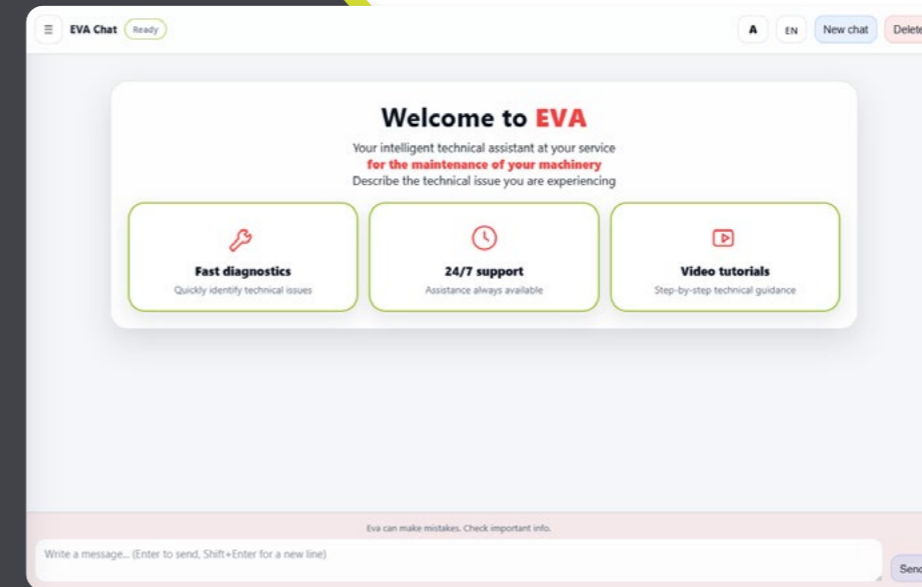 EVA Chat Ready A EN New chat Delete
Welcome to EVA
Your intelligent technical assistant at your service
for the maintenance of your machinery
Describe the technical issue you are experiencing
Fast diagnostics
Quickly identify technical issues
24/7 support
Assistance always available
Video tutorials
Step-by-step technical guidance
Eva can make mistakes. Check important info.
Write a message... (Enter to send, Shift+Enter for a new line)
Send